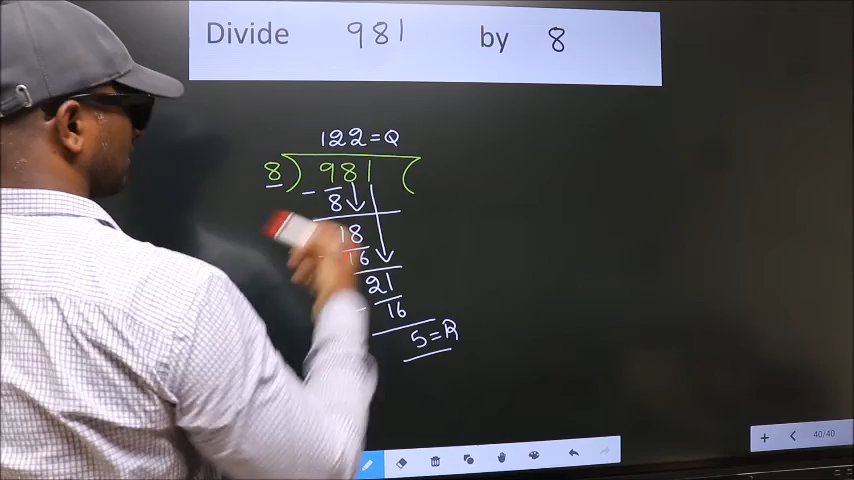 Divide 981 by 8
122 = Q
8 ) 981 (
- 8
18
- 16
21
- 16
5 = R
40/40